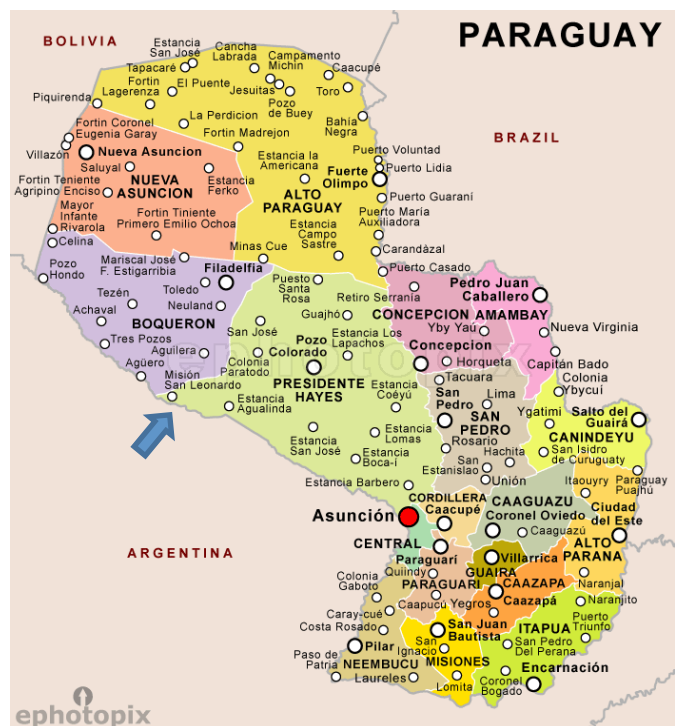 PARAGUAY
BOLIVIA
BRAZIL
ARGENTINA
Estancia
San José
Cancha
Labrada
Campamento
Michin
Caacupé
Tapacaré
Fortin
Lagerenza
El Puente
Jesuitas
Toro
Pozo
de Buey
Piquirenda
La Perdicion
Fortin Coronel
Eugenia Garay
Fortin Madrejon
Bahía
Negra
Villazón
Nueva Asuncion
Saluyal
Puerto Voluntad
Puerto Lidia
Estancia la
Americana
Fuerte
Olimpo
Fortin Teniente
Agripino Enciso
NUEVA
ASUNCION
Estancia
Ferko
ALTO
PARAGUAY
Puerto Guaraní
Mayor
Infante
Rivarola
Fortin Tiniente
Primero Emilio Ochoa
Puerto María
Auxiliadora
Estancia
Campo
Sastre
Celina
Minas Cue
Carandázal
Mariscal José
F. Estigarribia
Pozo
Hondo
Filadelfia
Puerto Casado
Toledo
Puesto
Santa
Rosa
Retiro Serranía
Pedro Juan
Caballero
Tezén
Neuland
Achaval
BOQUERON
Guajhó
CONCEPCION
AMAMBAY
San José
Estancia Los
Lapachos
Yby Yaú
Nueva Virginia
Tres Pozos
Aguilera
Pozo
Colorado
Concepcion
Colonia
Paratodo
Horqueta
Capitán Bado
Agüero
Misión
San Leonardo
PRESIDENTE
HAYES
Tacuara
Colonia
Ybycuí
Estancia
Agualinda
Estancia
Coéyú
San
Pedro
Lima
SAN
PEDRO
Ygatimi
Salto del
Guairá
CANINDEYU
Estancia
San José
Estancia
Lomas
Rosario
Hachita
San Isidro
de Curuguaty
Estancia
Boca-í
San
Estanislao
Unión
Estancia Barbero
Itaouyry
Paraguay
Puajhú
CORDILLERA
Caacupé
CAAGUAZU
Coronel Oviedo
Ciudad
del Este
Asunción
Caaguazú
CENTRAL
ALTO
PARANA
Paraguarí
Villarrica
GUAIRA
Quiindy
PARAGUARI
CAAZAPA
Caazapá
Naranjal
Colonia
Gaboto
Caapucú
Yegros
Naranjito
Caray-cué
Costa Rosado
San Juan
Bautista
ITAPUA
Puerto
Triunfo
Pilar
San
Ignacio
San Pedro
Del Perana
Paso de
Patria
NEEMBUCU
MISIONES
Encarnación
Laureles
Lomita
Coronel
Bogado
ephotopix
ephotopix